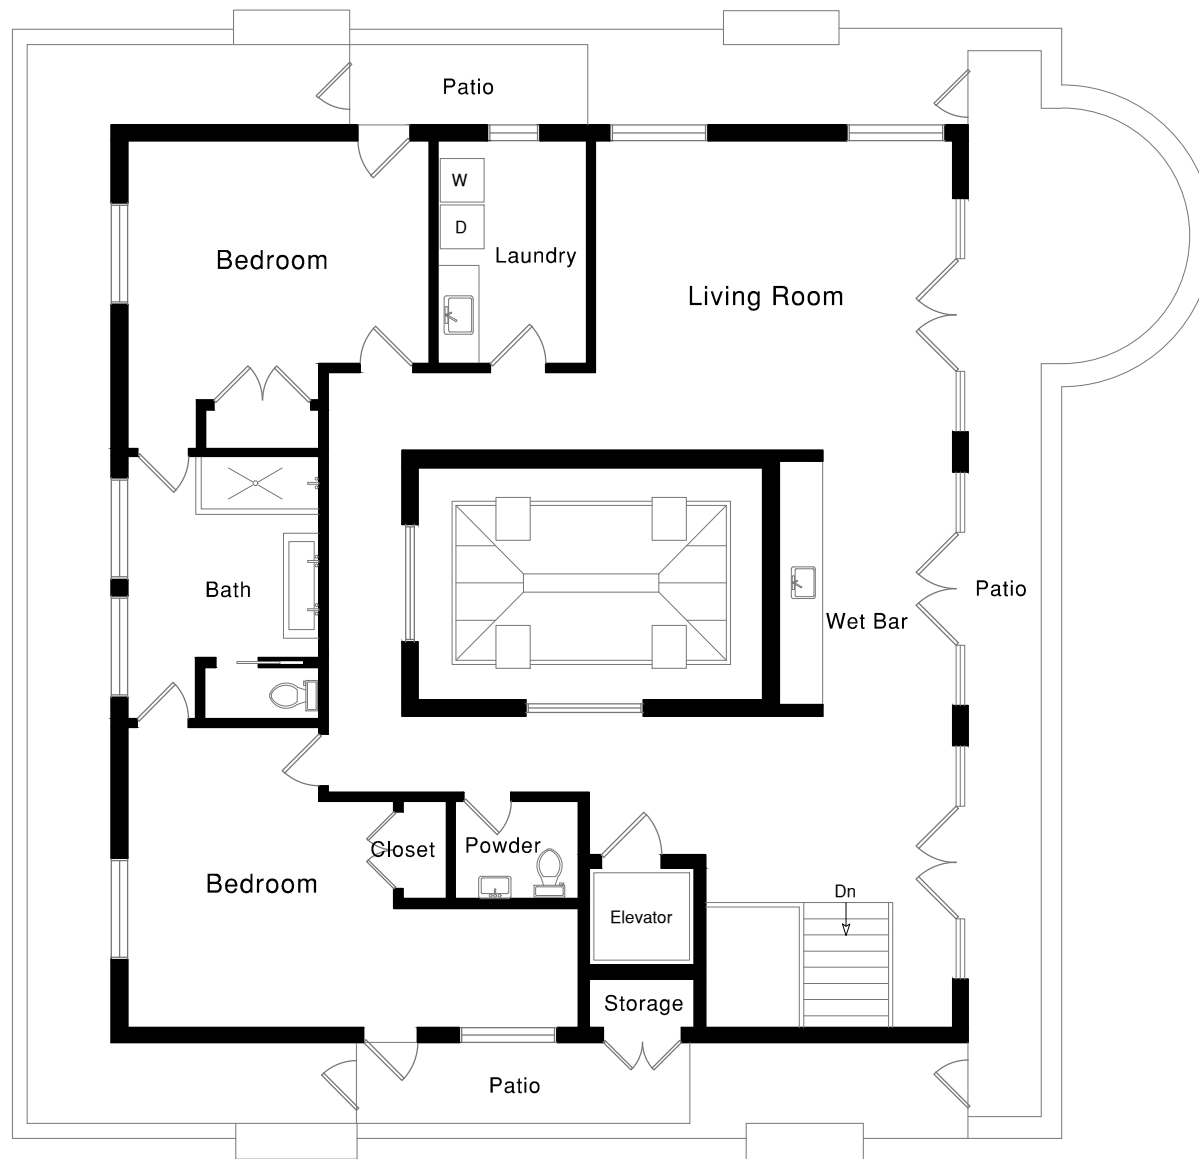 Patio
W
D
Laundry
Bedroom
Living Room
Bath
Patio
Wet Bar
Closet
Powder
Bedroom
Dn
Elevator
Storage
Patio